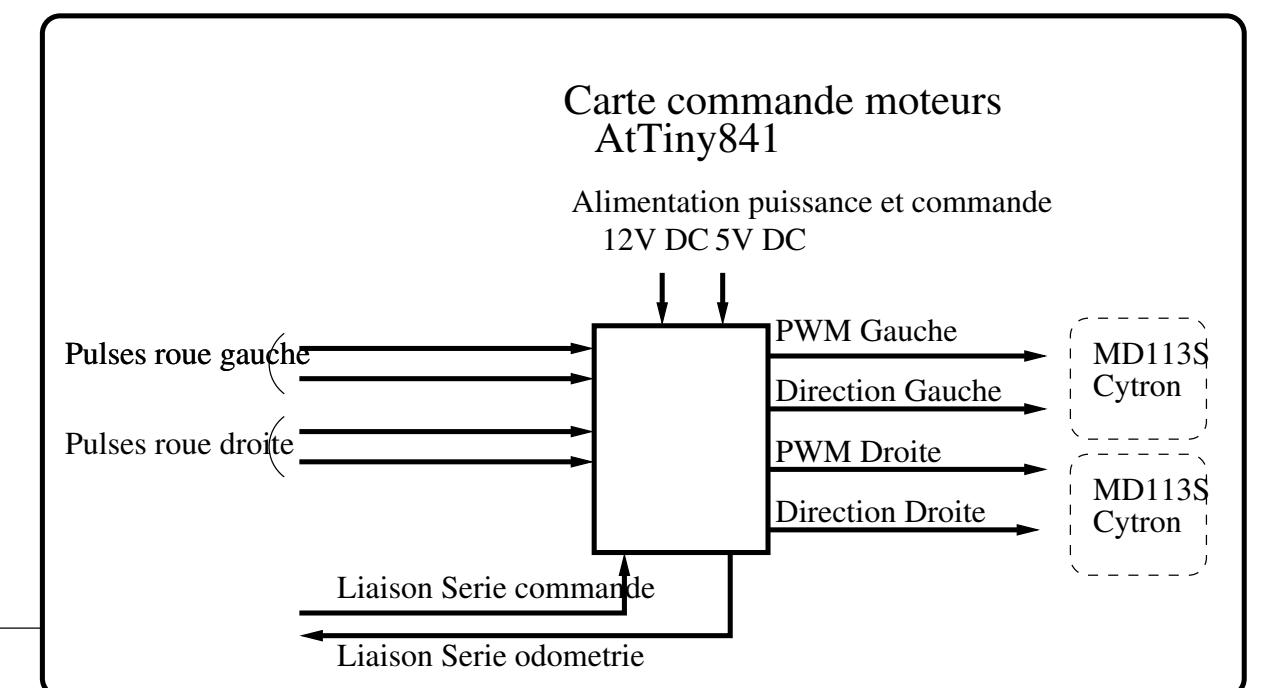 Carte commande moteurs
AtTiny841
Alimentation puissance et commande
12V DC 5V DC
Pulses roue gauche
Pulses roue droite
PWM Gauche
Direction Gauche
PWM Droite
Direction Droite
MD113S
Cytron
MD113S
Cytron
Liaison Serie commande
Liaison Serie odometrie